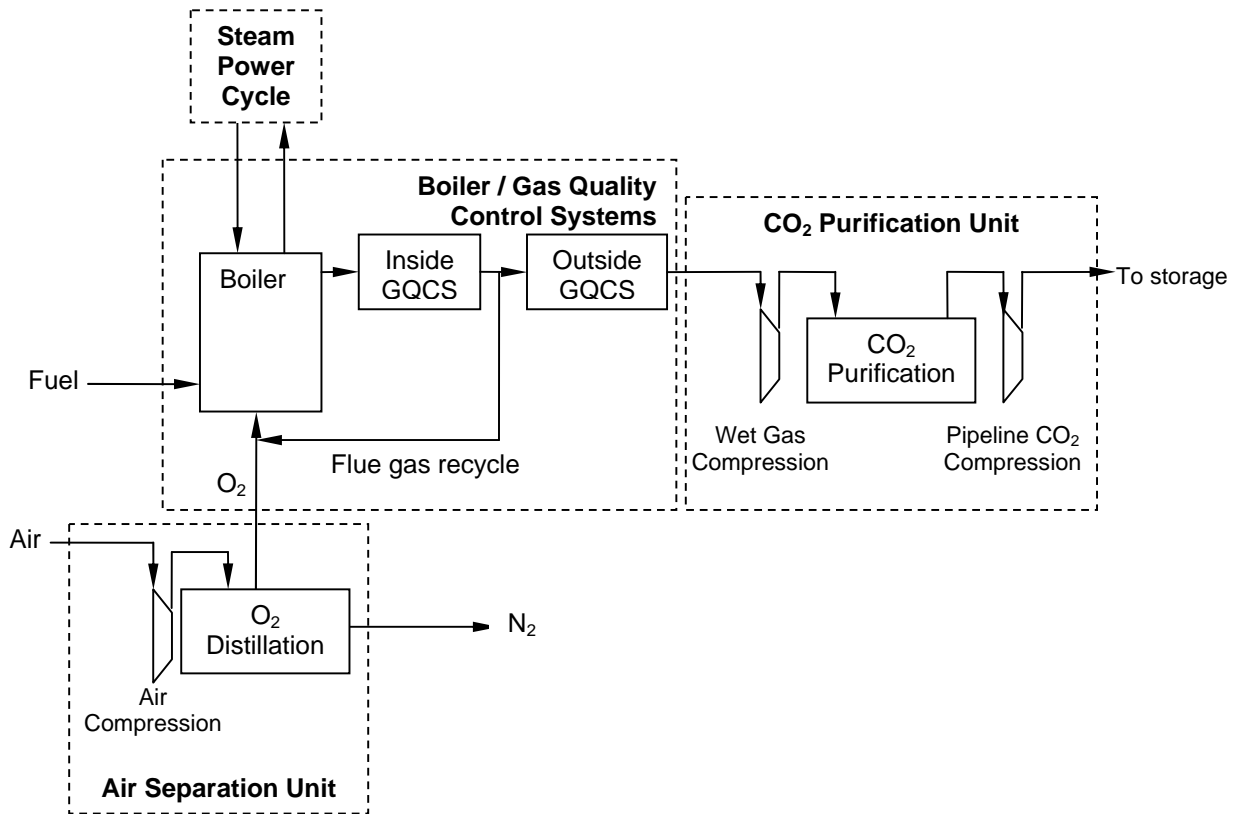 Steam
Power
Cycle
Boiler / Gas Quality
Control Systems
CO₂ Purification Unit
Boiler
Inside
GQCS
Outside
GQCS
To storage
CO₂
Purification
Fuel
Wet Gas
Compression
Pipeline CO₂
Compression
Flue gas recycle
O₂
Air
O₂
Distillation
N₂
Air
Compression
Air Separation Unit